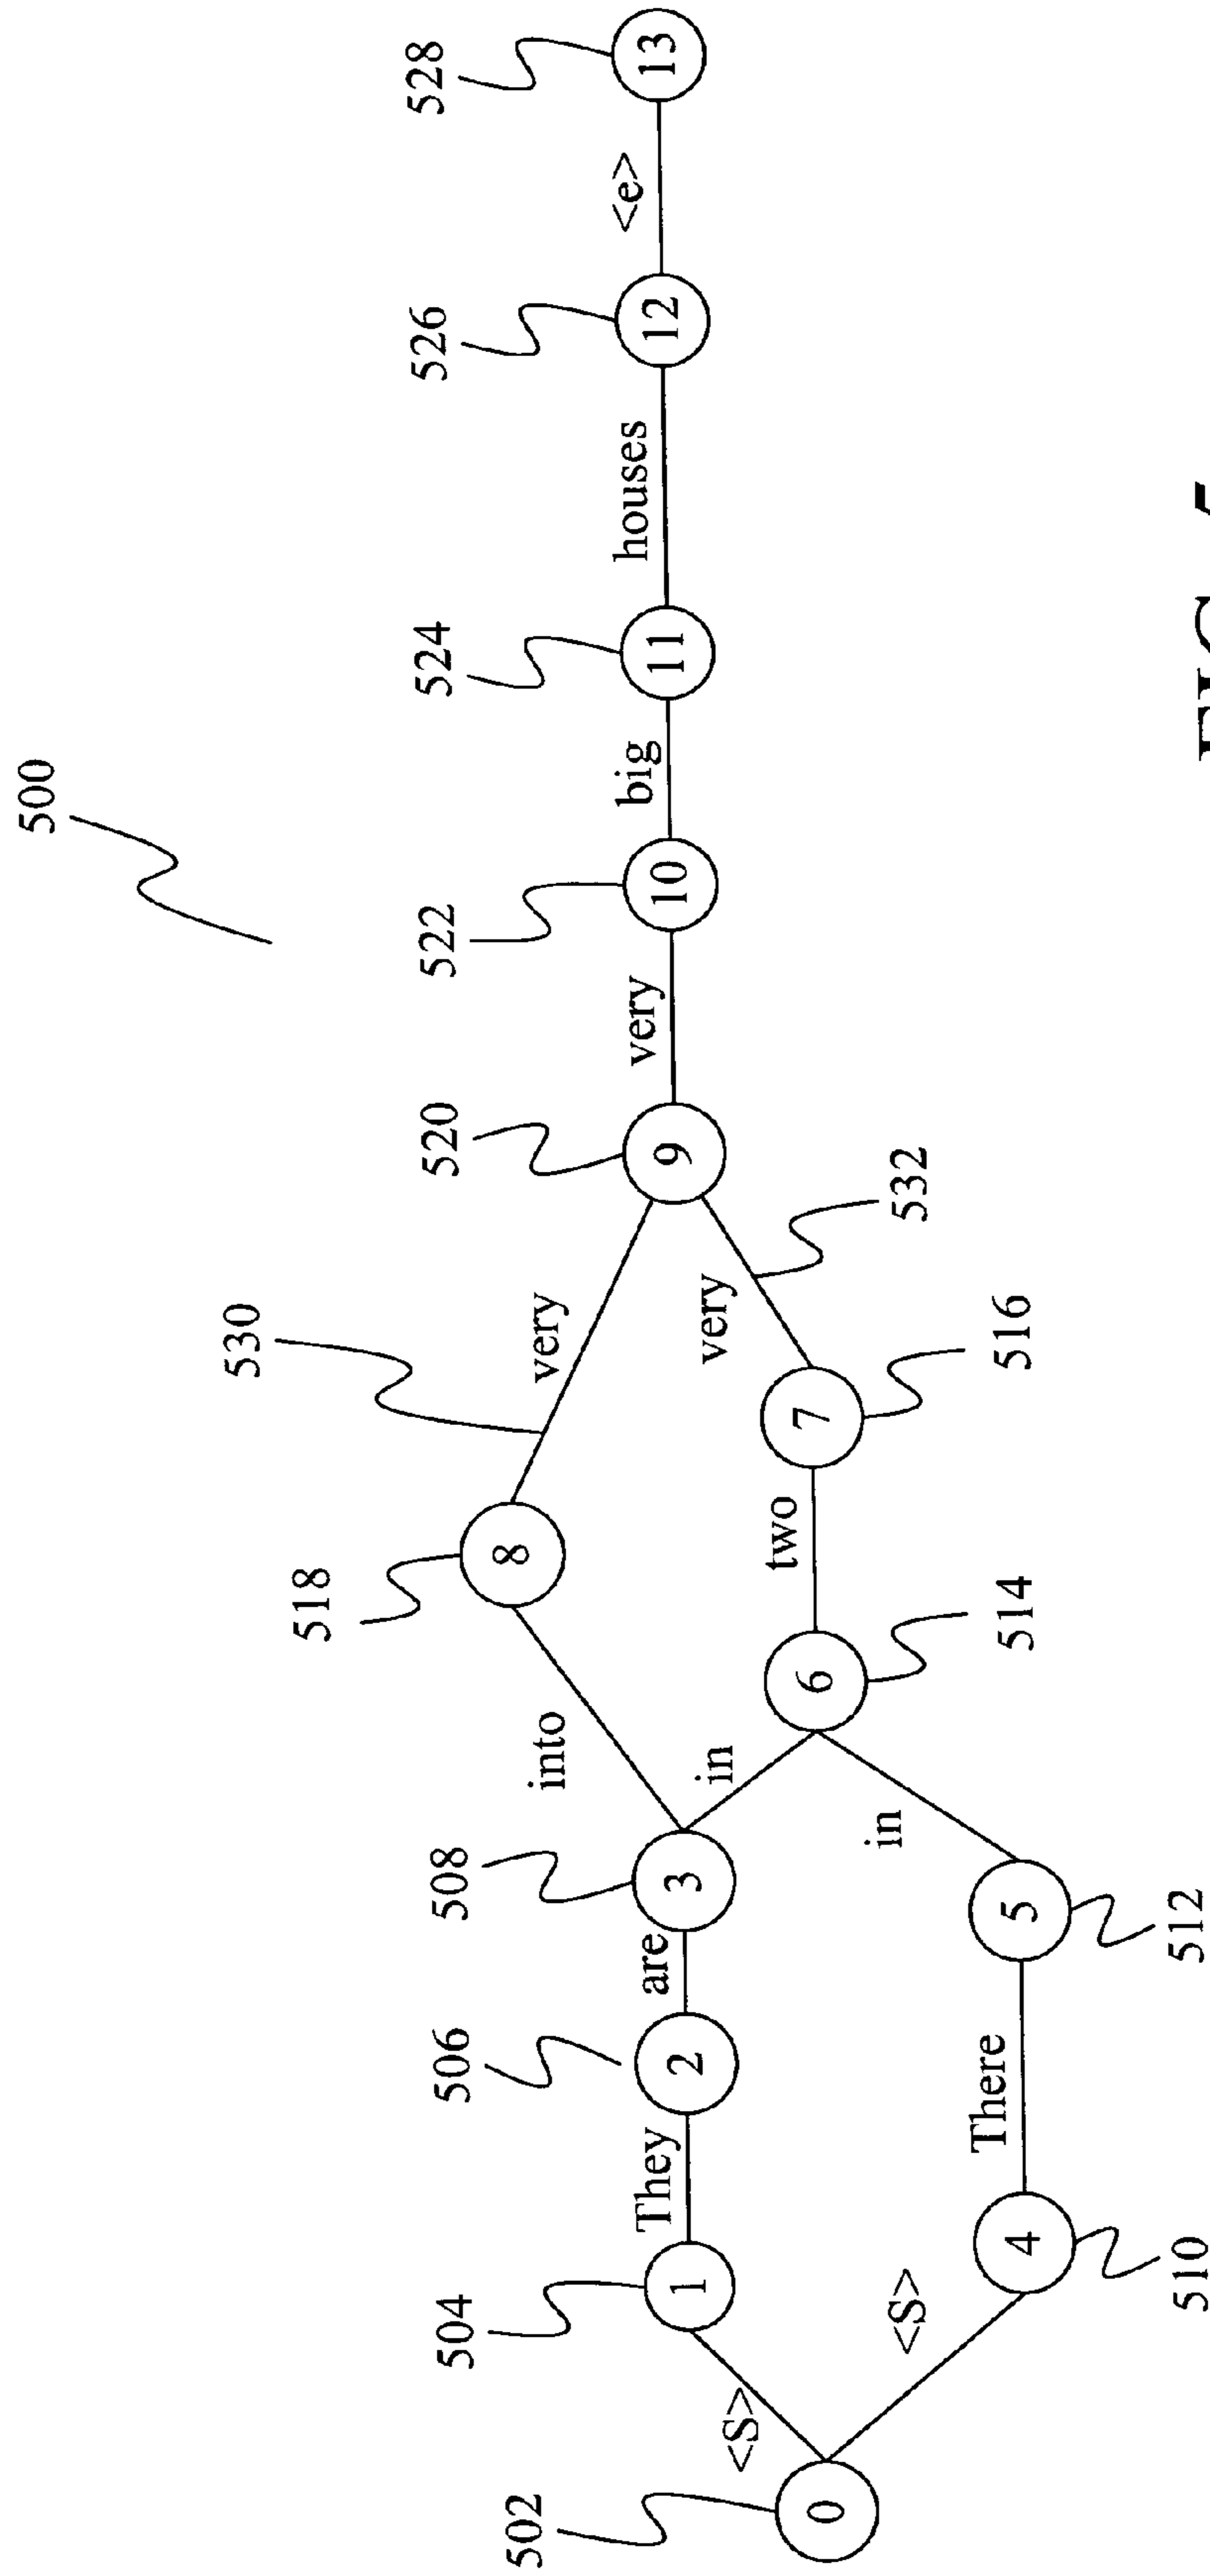 500
502
<S>
504
They
506
are
508
into
518
530
very
520
very
522
big
524
houses
526
<e>
528
0
1
2
3
8
9
10
11
12
13
<S>
510
There
512
in
in
514
two
516
very
532
4
5
6
7
FIG. 5